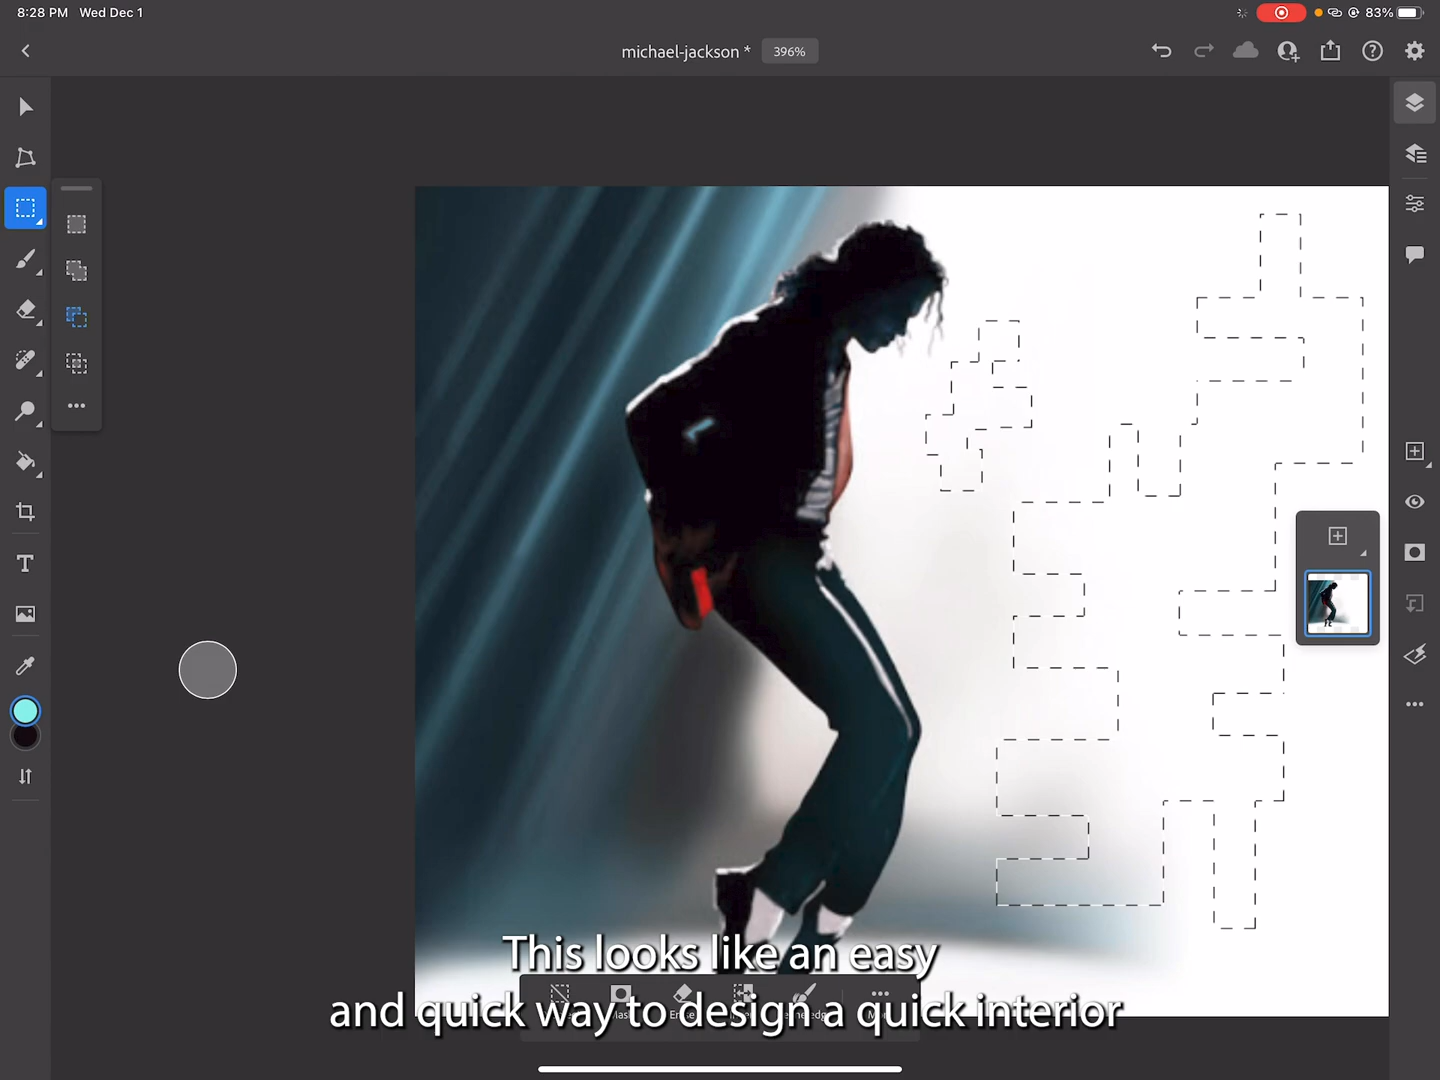 8:28 PM Wed Dec 1
83%
michael-jackson *
396%
T
This looks like an easy
and quick way to design a quick interior